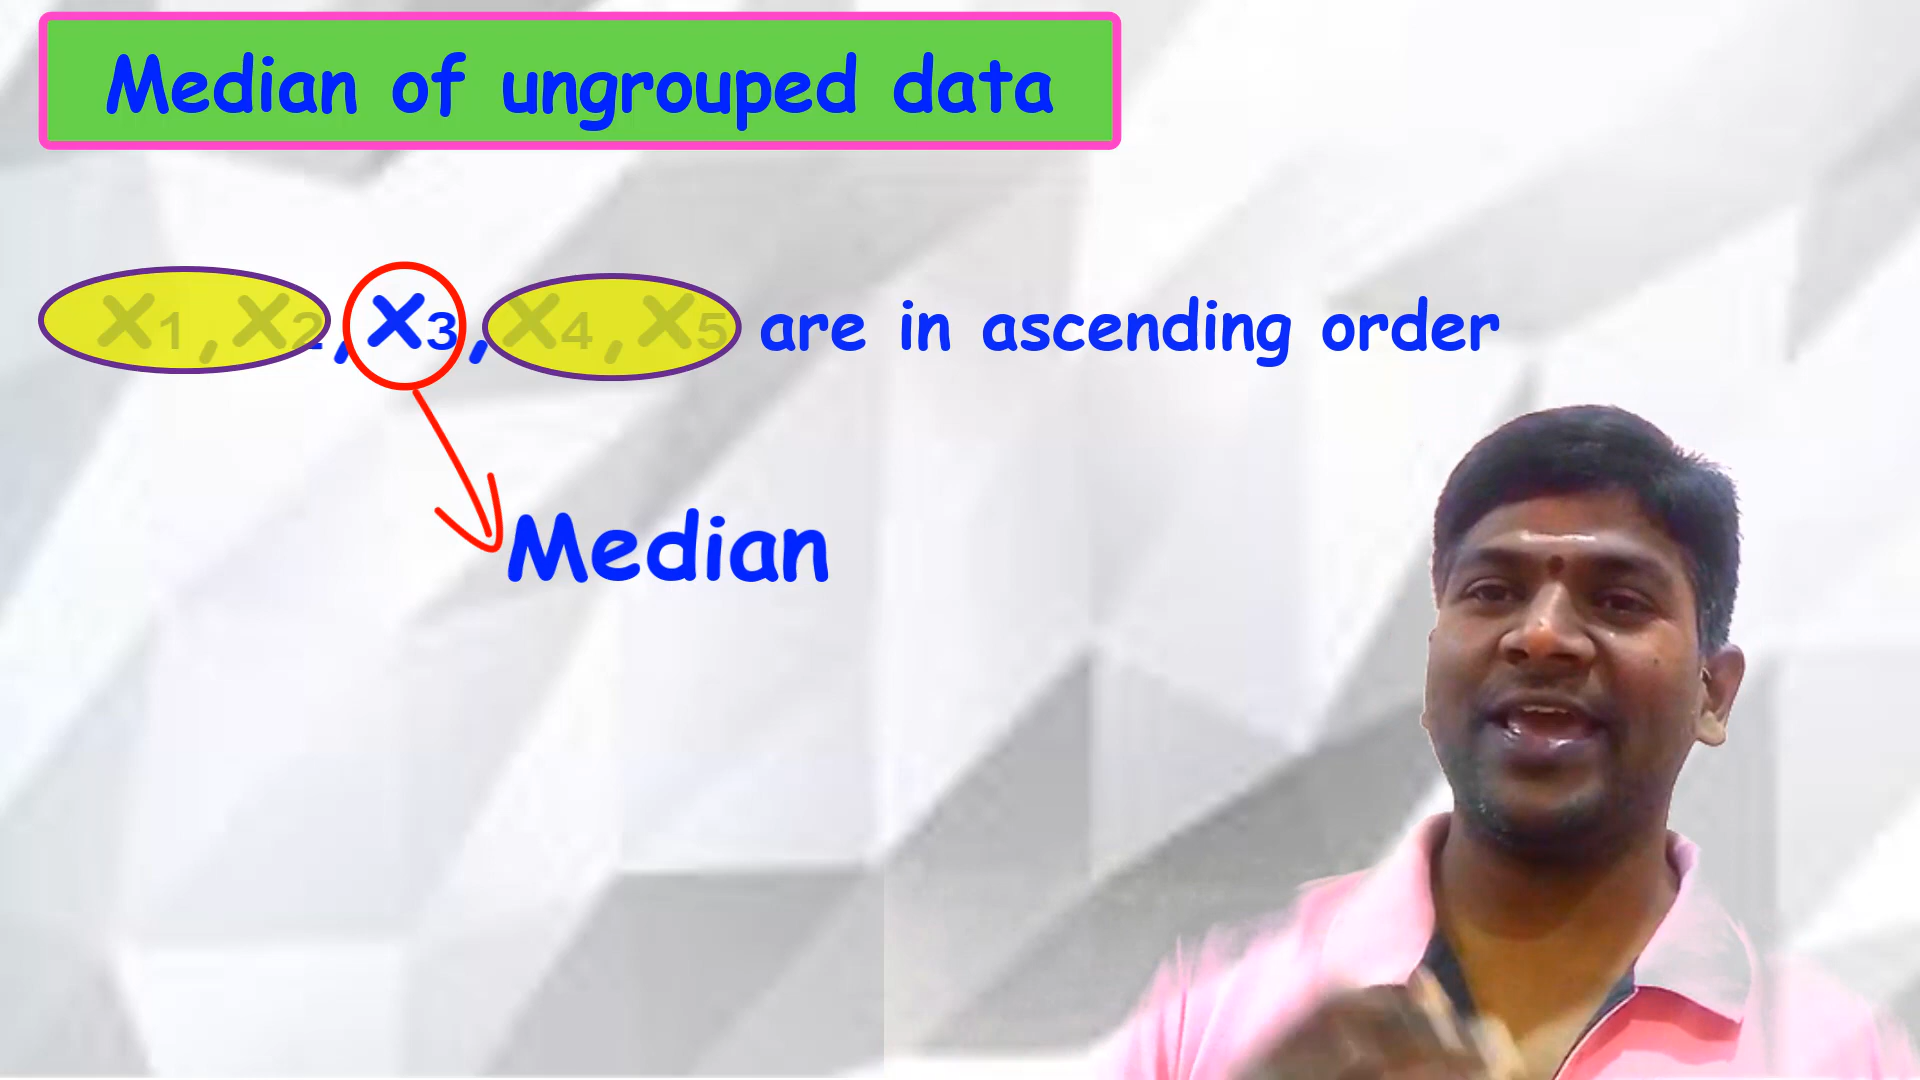 Median of ungrouped data
x₁, x₂, x₃, x₄, x₅ are in ascending order
Median